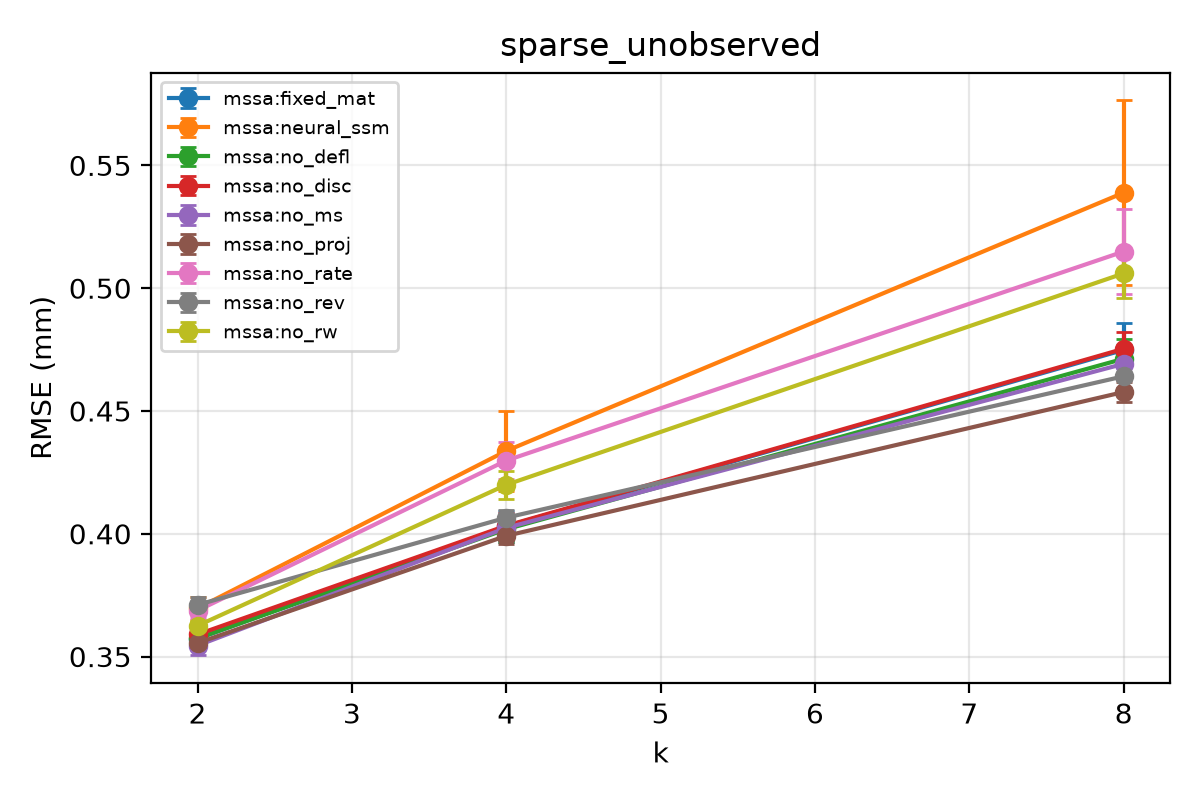 sparse_unobserved
mssa:fixed_mat
mssa:neural_ssm
mssa:no_defl
mssa:no_disc
mssa:no_ms
mssa:no_proj
mssa:no_rate
mssa:no_rev
mssa:no_rw
RMSE (mm)
0.55
0.50
0.45
0.40
0.35
2 3 4 5 6 7 8
k